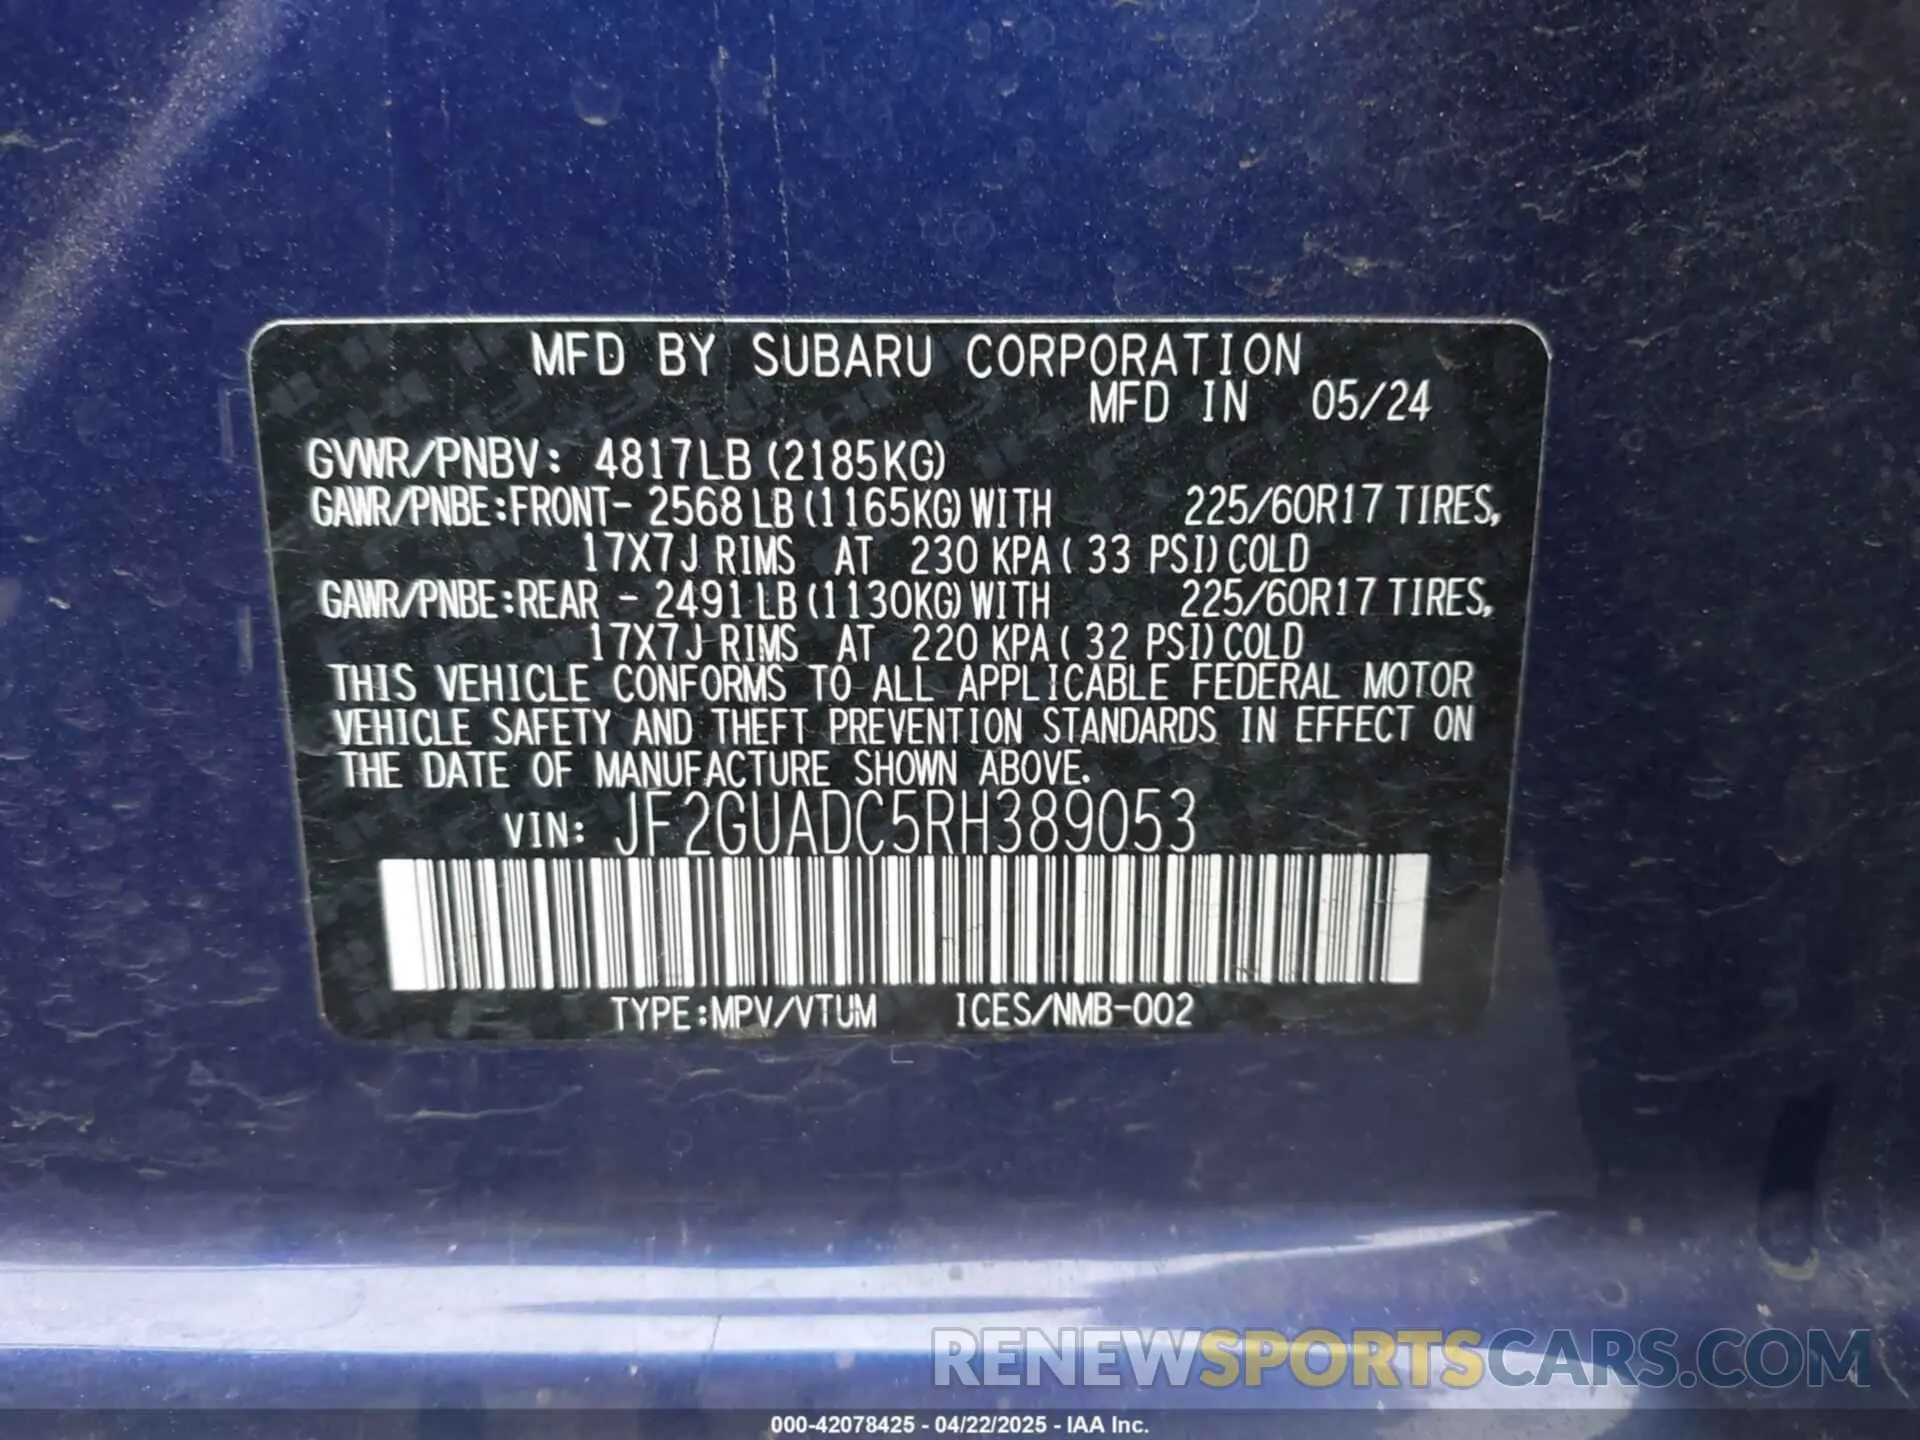 MFD BY SUBARU CORPORATION
MFD IN 05/24
GVWR/PNBV: 4817LB (2185KG)
GAWR/PNBE:FRONT- 2568LB (1165KG) WITH 225/60R17 TIRES,
17X7J RIMS AT 230 KPA ( 33 PSI) COLD
GAWR/PNBE:REAR - 2491LB (1130KG) WITH 225/60R17 TIRES,
17X7J RIMS AT 220 KPA ( 32 PSI) COLD
THIS VEHICLE CONFORMS TO ALL APPLICABLE FEDERAL MOTOR
VEHICLE SAFETY AND THEFT PREVENTION STANDARDS IN EFFECT ON
THE DATE OF MANUFACTURE SHOWN ABOVE.
VIN: JF2GUADC5RH389053
TYPE:MPV/VTUM ICES/NMB-002
RENEWSPORTSCARS.COM
000-42078425 - 04/22/2025 - IAA Inc.